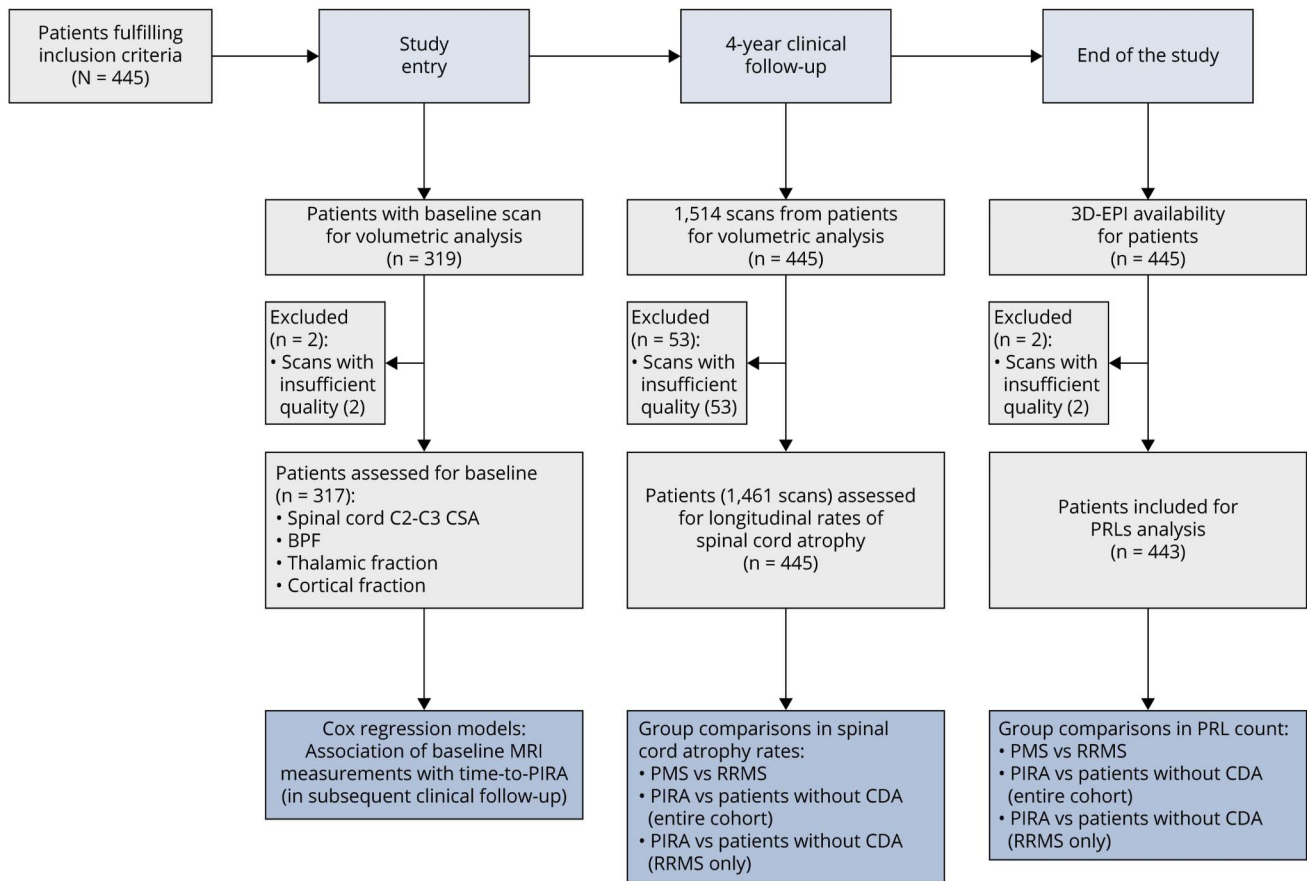 Patients fulfilling
inclusion criteria
(N = 445)
Study
entry
4-year clinical
follow-up
End of the study
Patients with baseline scan
for volumetric analysis
(n = 319)
1,514 scans from patients
for volumetric analysis
(n = 445)
3D-EPI availability
for patients
(n = 445)
Excluded
(n = 2):
• Scans with
insufficient
quality (2)
Excluded
(n = 53):
• Scans with
insufficient
quality (53)
Excluded
(n = 2):
• Scans with
insufficient
quality (2)
Patients assessed for baseline
(n = 317):
• Spinal cord C2-C3 CSA
• BPF
• Thalamic fraction
• Cortical fraction
Patients (1,461 scans) assessed
for longitudinal rates of
spinal cord atrophy
(n = 445)
Patients included for
PRLs analysis
(n = 443)
Cox regression models:
Association of baseline MRI
measurements with time-to-PIRA
(in subsequent clinical follow-up)
Group comparisons in spinal
cord atrophy rates:
• PMS vs RRMS
• PIRA vs patients without CDA
(entire cohort)
• PIRA vs patients without CDA
(RRMS only)
Group comparisons in PRL count:
• PMS vs RRMS
• PIRA vs patients without CDA
(entire cohort)
• PIRA vs patients without CDA
(RRMS only)